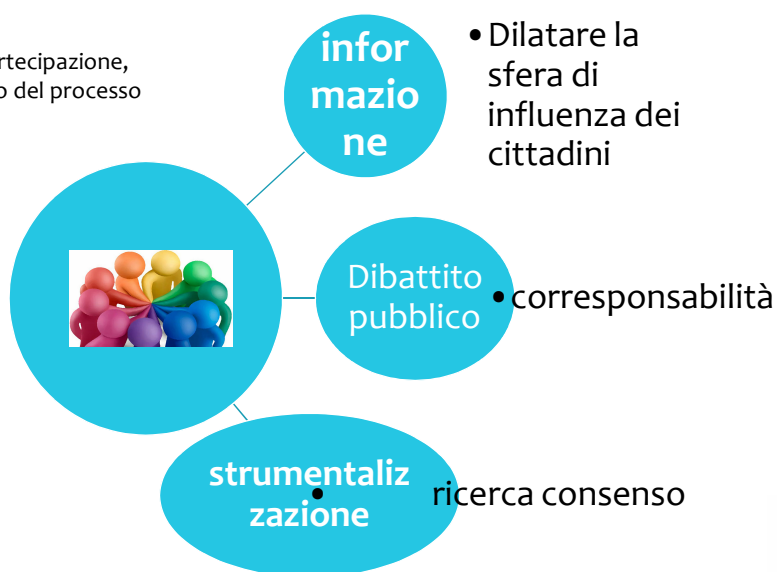 rtecipazione,
o del processo
infor
mazio
ne
• Dilatare la
sfera di
influenza dei
cittadini
Dibattito
pubblico
• corresponsabilità
strumentaliz
zazione
• ricerca consenso